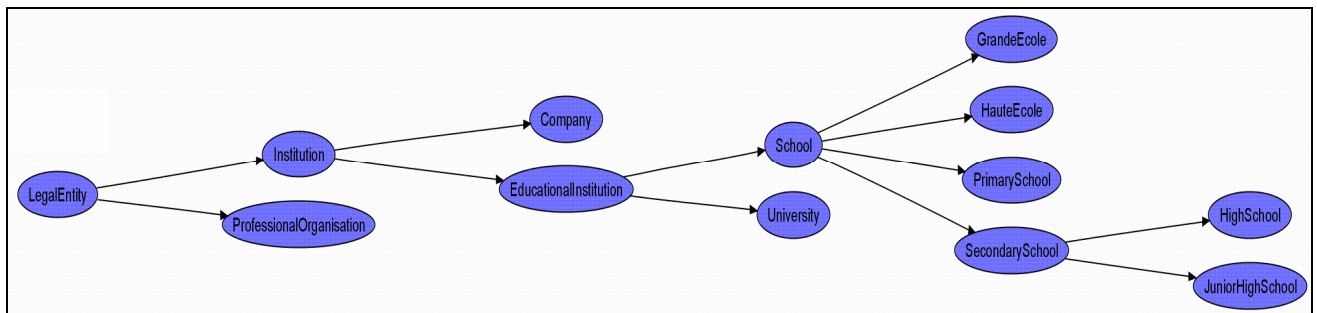 GrandeEcole
HauteEcole
Company
School
Institution
PrimarySchool
EducationalInstitution
LegalEntity
University
HighSchool
ProfessionalOrganisation
SecondarySchool
JuniorHighSchool